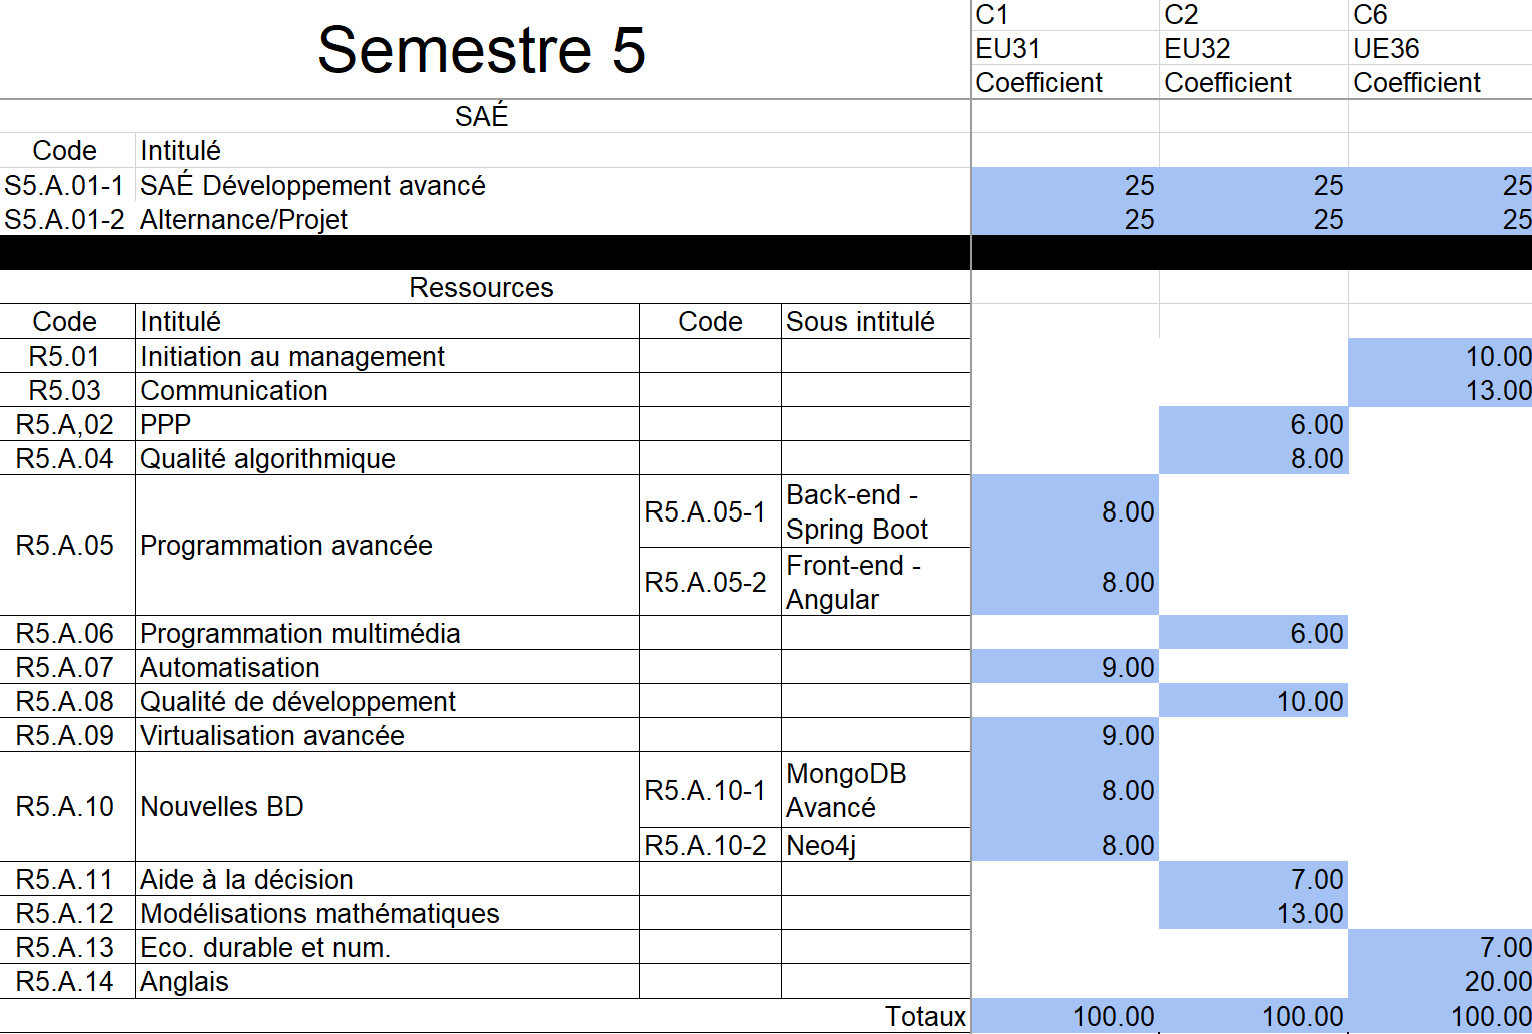 Semestre 5
C1 C2 C6
EU31 EU32 UE36
Coefficient Coefficient Coefficient
SAÉ
Code Intitulé
S5.A.01-1 SAÉ Développement avancé 25 25 25
S5.A.01-2 Alternance/Projet 25 25 25
Ressources
Code Intitulé Code Sous intitulé
R5.01 Initiation au management 10.00
R5.03 Communication 13.00
R5.A,02 PPP 6.00
R5.A.04 Qualité algorithmique 8.00
R5.A.05 Programmation avancée
R5.A.05-1 Back-end -
Spring Boot 8.00
R5.A.05-2 Front-end -
Angular 8.00
R5.A.06 Programmation multimédia 6.00
R5.A.07 Automatisation 9.00
R5.A.08 Qualité de développement 10.00
R5.A.09 Virtualisation avancée 9.00
R5.A.10 Nouvelles BD
R5.A.10-1 MongoDB
Avancé 8.00
R5.A.10-2 Neo4j 8.00
R5.A.11 Aide à la décision 7.00
R5.A.12 Modélisations mathématiques 13.00
R5.A.13 Eco. durable et num. 7.00
R5.A.14 Anglais 20.00
Totaux 100.00 100.00 100.00